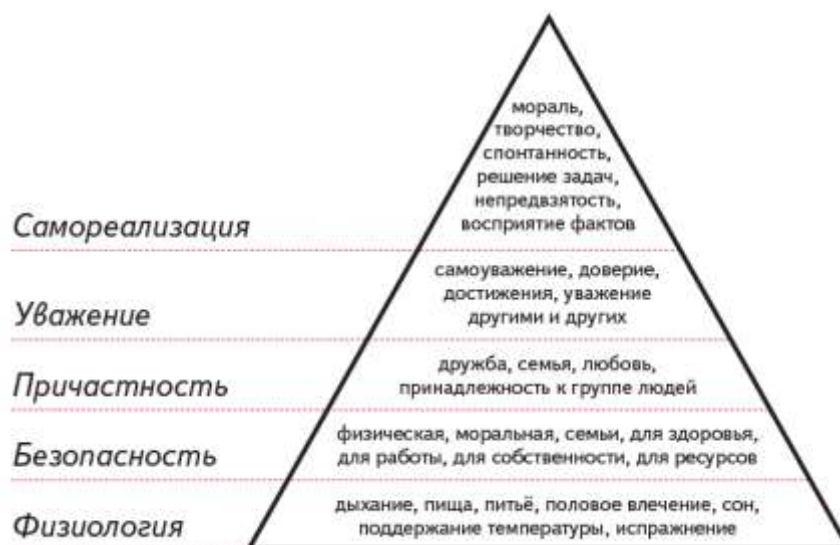 мораль,
творчество,
спонтанность,
решение задач,
непредвзятость,
восприятие фактов
Самореализация
самоуважение, доверие,
достижения, уважение
другими и других
Уважение
дружба, семья, любовь,
принадлежность к группе людей
Причастность
физическая, моральная, семьи, для здоровья,
для работы, для собственности, для ресурсов
Безопасность
дыхание, пища, питьё, половое влечение, сон,
поддержание температуры, испражнение
Физиология